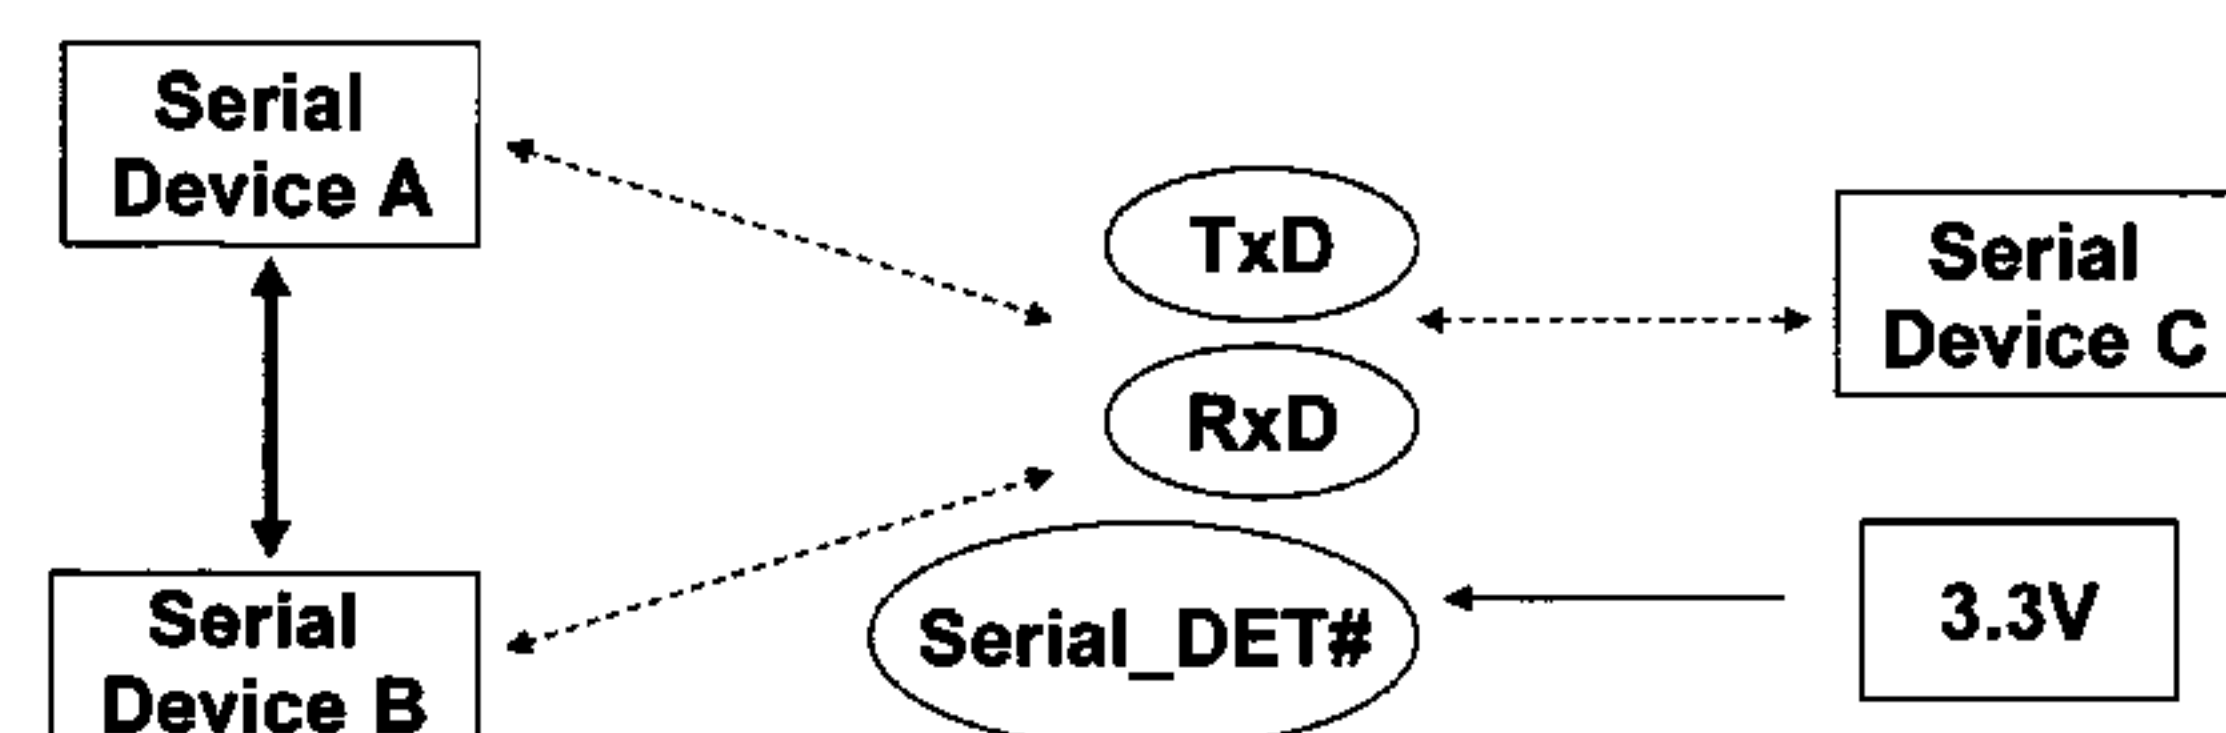 Serial
Device A
TxD
Serial
Device C
RxD
Serial
Device B
Serial_DET#
3.3V